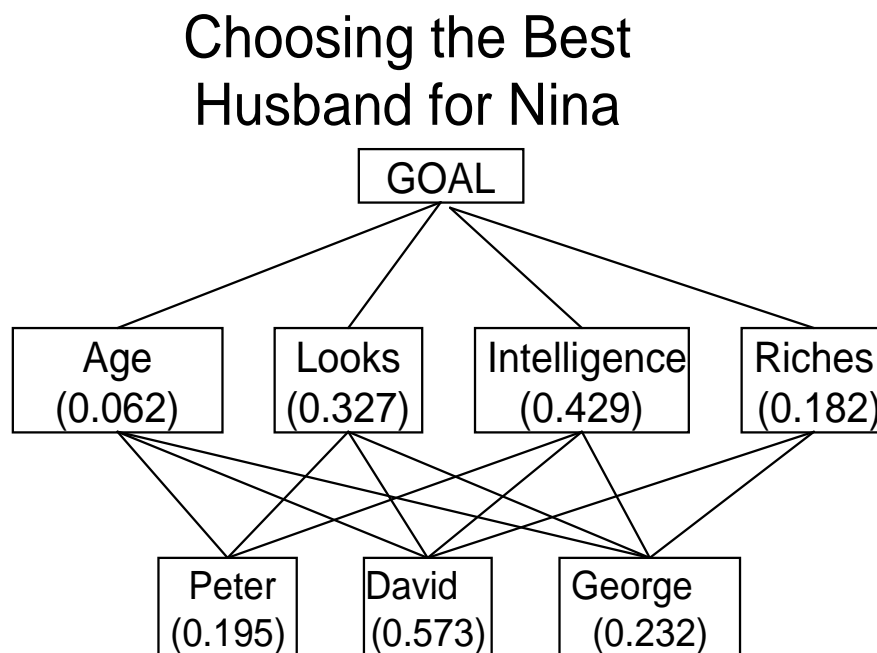 Choosing the Best
Husband for Nina
GOAL
Age
(0.062)
Looks
(0.327)
Intelligence
(0.429)
Riches
(0.182)
Peter
(0.195)
David
(0.573)
George
(0.232)